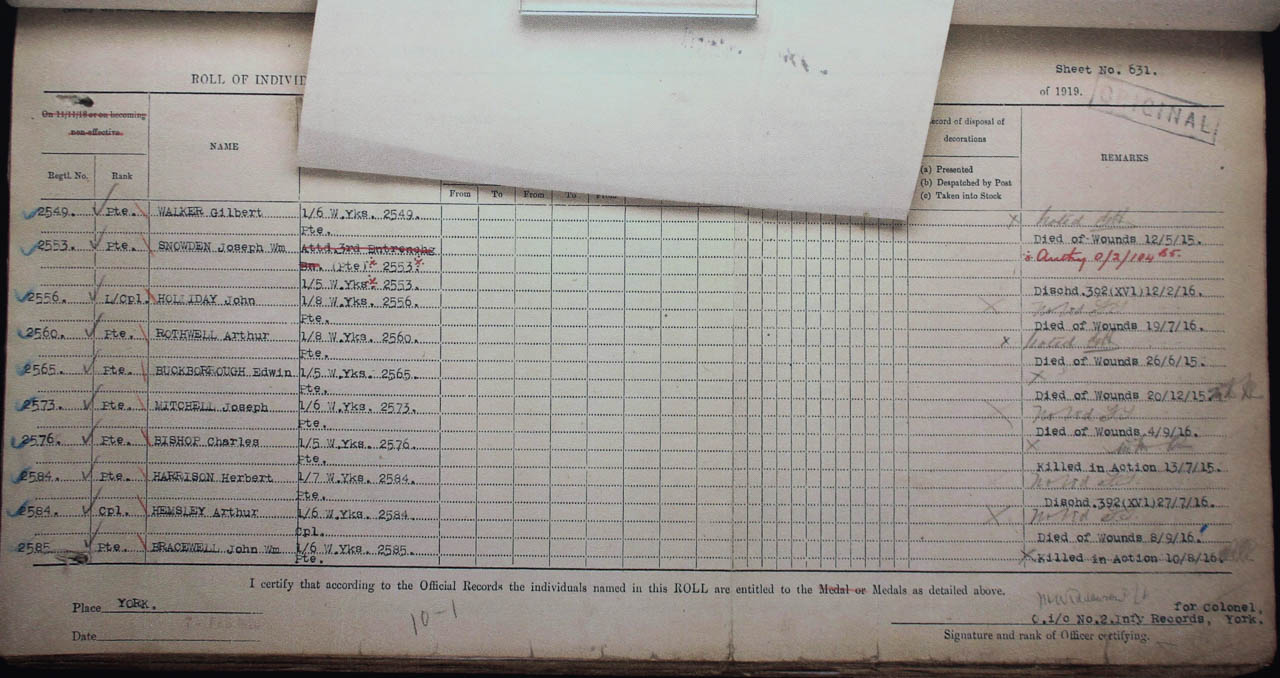 Sheet No. 631.
ROLL OF INDIVI
of 1919.
ORIGINAL
On 11/11/18 or on becoming
non-effective.
NAME
ecord of disposal of
decorations
REMARKS
(a) Presented
(b) Despatched by Post
(c) Taken into Stock
Regtl. No. Rank
From To From To From
2549. Pte. WALKER Gilbert 1/6 W.Yks. 2549.
Noted
Pte. Died of Wounds 12/5/15.
2553. Pte. SNOWDEN Joseph Wm Attd.3rd Entrenchg
Bn. (Pte) 2553.
1/5 W.Yks. 2553. Dischd.392(XVI)12/2/16.
2556. L/Cpl HOLLIDAY John 1/8 W.Yks. 2556.
Pte. Died of Wounds 19/7/16.
2560. Pte. ROTHWELL Arthur 1/8 W.Yks. 2560.
Noted
Pte. Died of Wounds 26/6/15.
2565. Pte. BUCKBOROUGH Edwin 1/5 W.Yks. 2565.
Pte. Died of Wounds 20/12/15.
2573. Pte. MITCHELL Joseph 1/6 W.Yks. 2573.
Pte. Died of Wounds 4/9/16.
2576. Pte. BISHOP Charles 1/5 W.Yks. 2576.
Pte. Killed in Action 13/7/15.
2584. Pte. HARRISON Herbert 1/7 W.Yks. 2584.
Pte. Dischd.392(XVI)27/7/16.
2584. Cpl. HEMSLEY Arthur 1/6 W.Yks. 2584
Cpl. Died of Wounds 8/9/16.
2585. Pte. BRACEWELL John Wm 1/6 W.Yks. 2585.
Pte. Killed in Action 10/8/16.
I certify that according to the Official Records the individuals named in this ROLL are entitled to the Medal or Medals as detailed above.
Place YORK.
10-1
for Colonel,
O.i/o No.2.Infy Records, York.
Date
Signature and rank of Officer certifying.